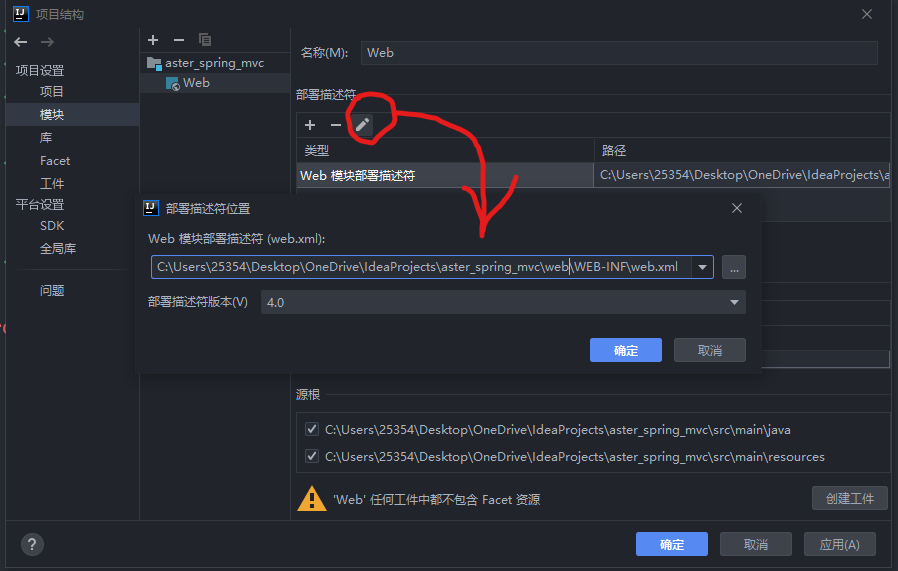 IJ 项目结构
项目设置
项目
模块
库
Facet
工件
平台设置
SDK
全局库
问题
aster_spring_mvc
Web
名称(M): Web
部署描述符
类型 路径
Web 模块部署描述符 C:\Users\25354\Desktop\OneDrive\IdeaProjects\a
IJ 部署描述符位置
Web 模块部署描述符 (web.xml):
C:\Users\25354\Desktop\OneDrive\IdeaProjects\aster_spring_mvc\web\WEB-INF\web.xml ...
部署描述符版本(V) 4.0
确定 取消
源根
C:\Users\25354\Desktop\OneDrive\IdeaProjects\aster_spring_mvc\src\main\java
C:\Users\25354\Desktop\OneDrive\IdeaProjects\aster_spring_mvc\src\main\resources
'Web' 任何工件中都不包含 Facet 资源 创建工件
? 确定 取消 应用(A)